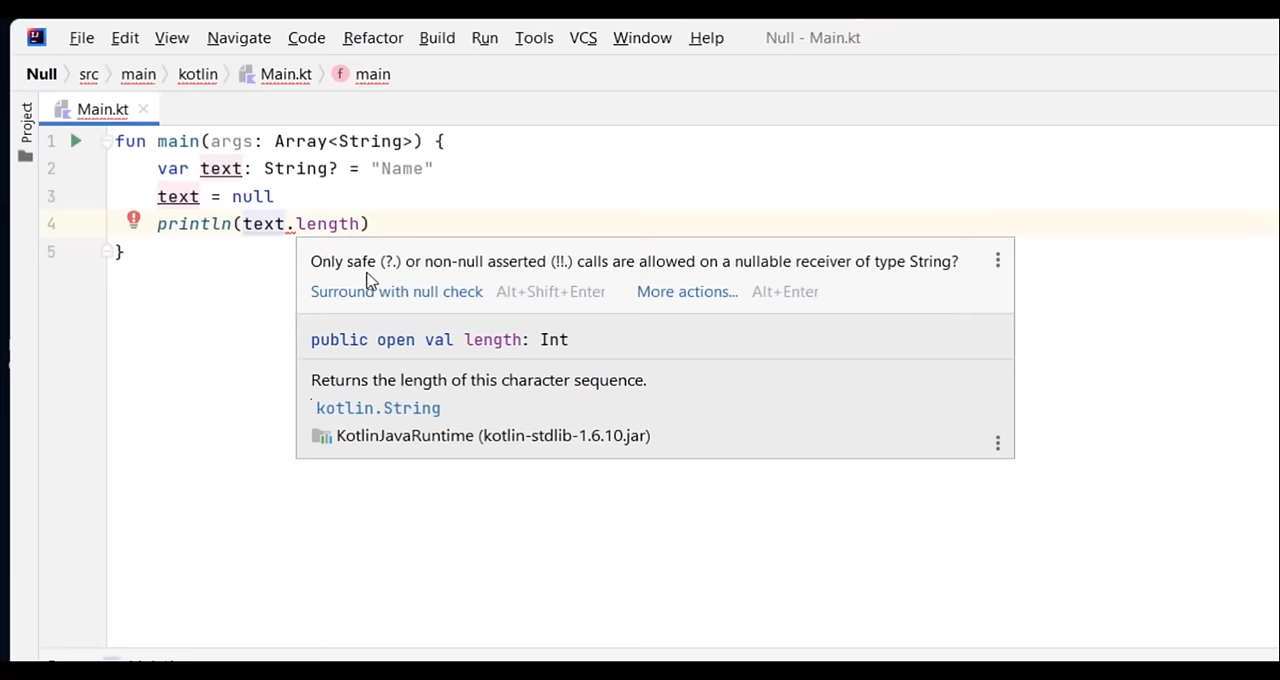 File Edit View Navigate Code Refactor Build Run Tools VCS Window Help Null - Main.kt
Null src main kotlin Main.kt f main
Project
Main.kt
1 fun main(args: Array<String>) {
2 var text: String? = "Name"
3 text = null
4 println(text.length)
5 }
Only safe (?.) or non-null asserted (!!.) calls are allowed on a nullable receiver of type String?
Surround with null check Alt+Shift+Enter More actions... Alt+Enter
public open val length: Int
Returns the length of this character sequence.
kotlin.String
KotlinJavaRuntime (kotlin-stdlib-1.6.10.jar)